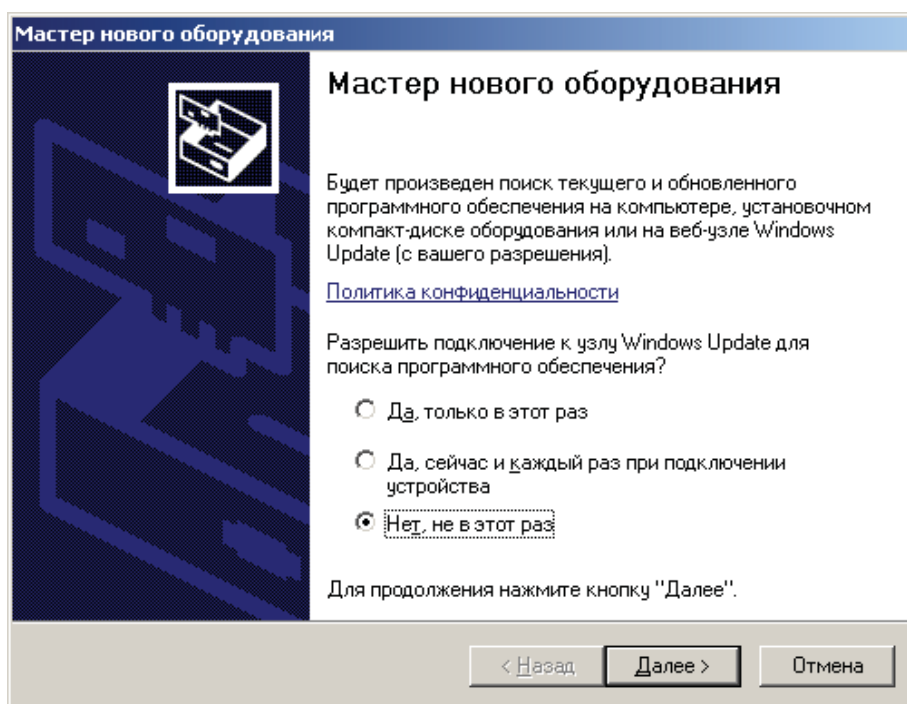 Мастер нового оборудования
Мастер нового оборудования
Будет произведен поиск текущего и обновленного
программного обеспечения на компьютере, установочном
компакт-диске оборудования или на веб-узле Windows
Update (с вашего разрешения).
Политика конфиденциальности
Разрешить подключение к узлу Windows Update для
поиска программного обеспечения?
Да, только в этот раз
Да, сейчас и каждый раз при подключении
устройства
Нет, не в этот раз
Для продолжения нажмите кнопку "Далее".
< Назад
Далее >
Отмена